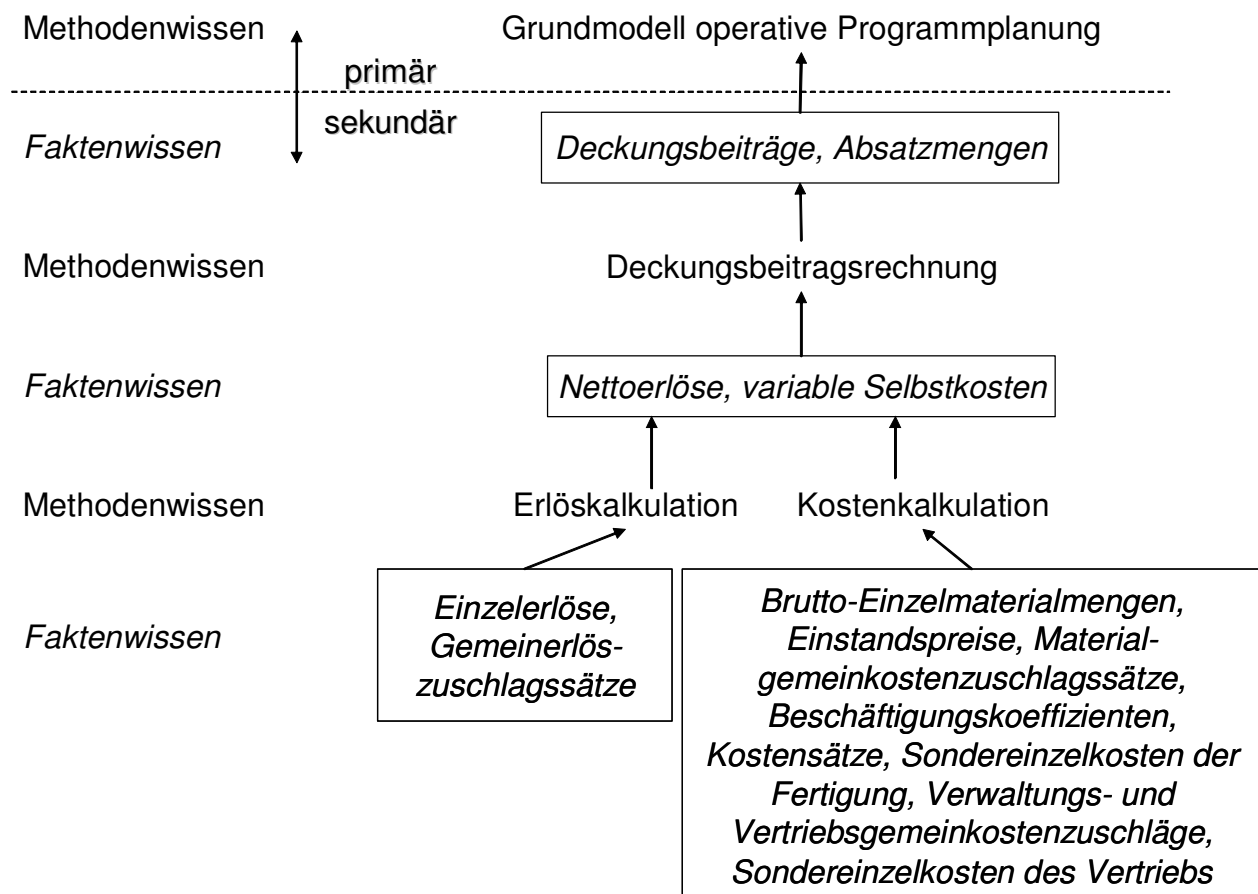 Methodenwissen
Grundmodell operative Programmplanung
primär
sekundär
Faktenwissen
Deckungsbeiträge, Absatzmengen
Methodenwissen
Deckungsbeitragsrechnung
Faktenwissen
Nettoerlöse, variable Selbstkosten
Methodenwissen
Erlöskalkulation
Kostenkalkulation
Faktenwissen
Einzelerlöse,
Gemeinerlös-
zuschlagssätze
Brutto-Einzelmaterialmengen,
Einstandspreise, Material-
gemeinkostenzuschlagssätze,
Beschäftigungskoeffizienten,
Kostensätze, Sondereinzelkosten der
Fertigung, Verwaltungs- und
Vertriebsgemeinkostenzuschläge,
Sondereinzelkosten des Vertriebs